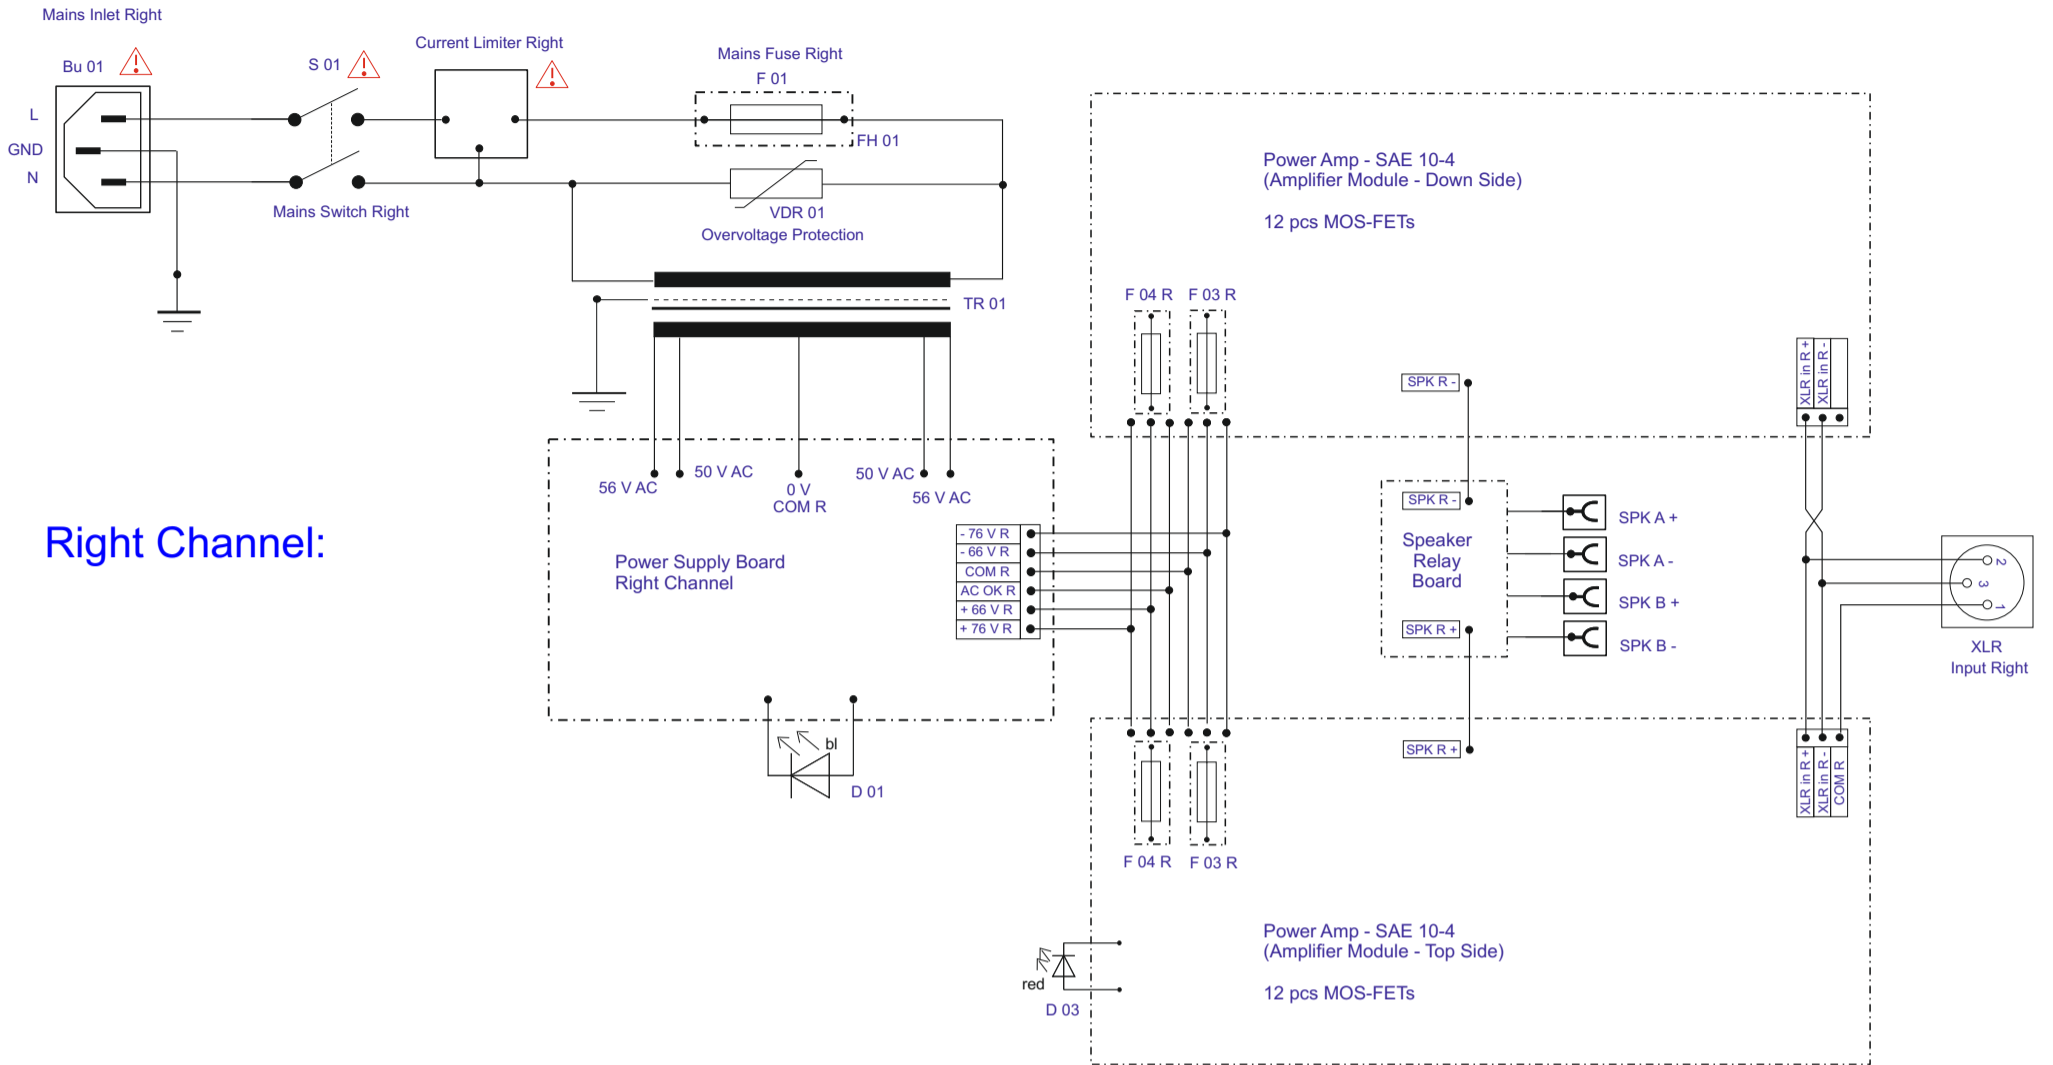 Mains Inlet Right
Bu 01
L
GND
N
S 01
Mains Switch Right
Current Limiter Right
Mains Fuse Right
F 01
FH 01
VDR 01
Overvoltage Protection
TR 01
56 V AC
50 V AC
0 V
COM R
50 V AC
56 V AC
Right Channel:
Power Supply Board
Right Channel
- 76 V R
- 66 V R
COM R
AC OK R
+ 66 V R
+ 76 V R
bl
D 01
Power Amp - SAE 10-4
(Amplifier Module - Down Side)
12 pcs MOS-FETs
F 04 R
F 03 R
SPK R -
XLR in R +
XLR in R -
SPK R -
Speaker
Relay
Board
SPK R +
SPK A +
SPK A -
SPK B +
SPK B -
2
3
1
XLR
Input Right
SPK R +
XLR in R +
XLR in R -
COM R
F 04 R
F 03 R
Power Amp - SAE 10-4
(Amplifier Module - Top Side)
12 pcs MOS-FETs
red
D 03